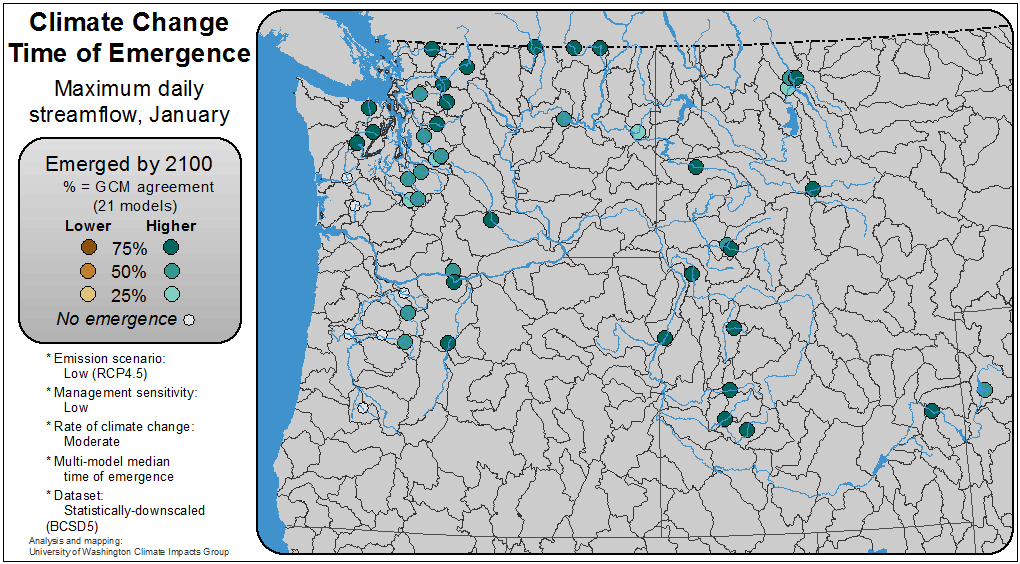 Climate Change
Time of Emergence
Maximum daily
streamflow, January
Emerged by 2100
% = GCM agreement
(21 models)
Lower Higher
75%
50%
25%
No emergence
* Emission scenario:
Low (RCP4.5)
* Management sensitivity:
Low
* Rate of climate change:
Moderate
* Multi-model median
time of emergence
* Dataset:
Statistically-downscaled
(BCSD5)
Analysis and mapping:
University of Washington Climate Impacts Group